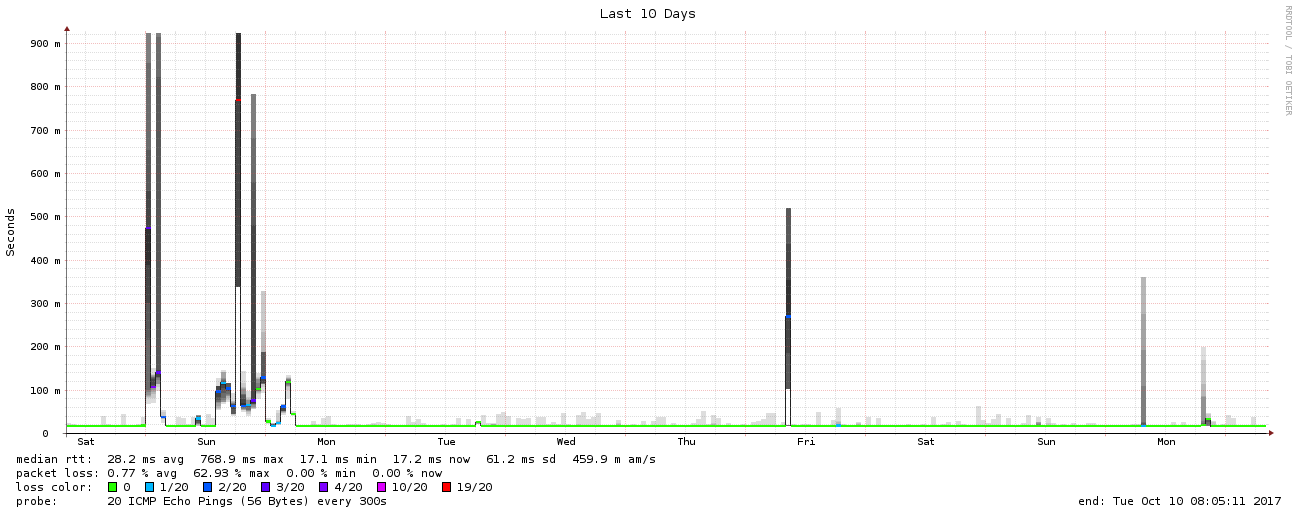 Last 10 Days
RRDTOOL / TOBI OETIKER
Seconds
900 m
800 m
700 m
600 m
500 m
400 m
300 m
200 m
100 m
0
Sat Sun Mon Tue Wed Thu Fri Sat Sun Mon
median rtt: 28.2 ms avg 768.9 ms max 17.1 ms min 17.2 ms now 61.2 ms sd 459.9 m am/s
packet loss: 0.77 % avg 62.93 % max 0.00 % min 0.00 % now
loss color: 0 1/20 2/20 3/20 4/20 10/20 19/20
probe: 20 ICMP Echo Pings (56 Bytes) every 300s end: Tue Oct 10 08:05:11 2017